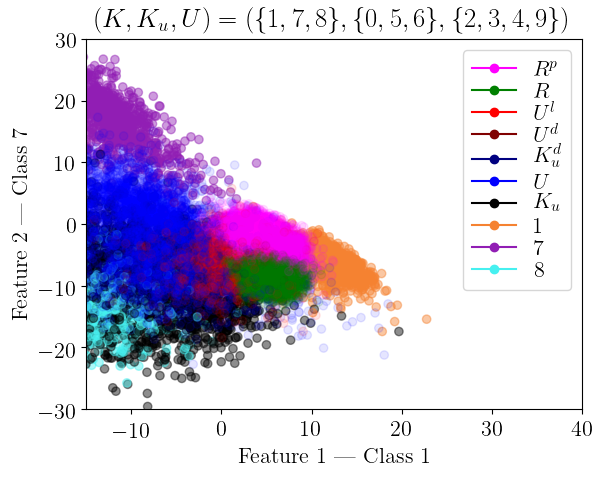 (K, K_u, U) = ({1, 7, 8}, {0, 5, 6}, {2, 3, 4, 9})
30
20
10
0
−10
−20
−30
Feature 2 — Class 7
R^p
R
U^l
U^d
K_u^d
U
K_u
1
7
8
−10
0
10
20
30
40
Feature 1 — Class 1